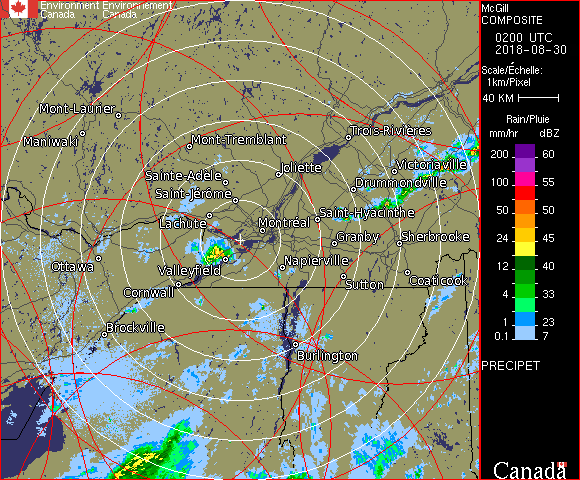 Environment Environnement
Canada Canada
McGill
COMPOSITE
0200 UTC
2018-08-30
Scale/Échelle:
1km/Pixel
40 KM
Rain/Pluie
mm/hr dBZ
200 60
100 55
50 50
24 45
12 40
4 33
1 23
0.1 7
PRECIPET
Canada
Mont-Laurier
Maniwaki
Mont-Tremblant
Trois-Rivières
Joliette
Victoriaville
Sainte-Adèle
Drummondville
Saint-Jérôme
Saint-Hyacinthe
Lachute
Montréal
Granby
Sherbrooke
Ottawa
Valleyfield
Napierville
Cornwall
Sutton
Coaticook
Brockville
Burlington